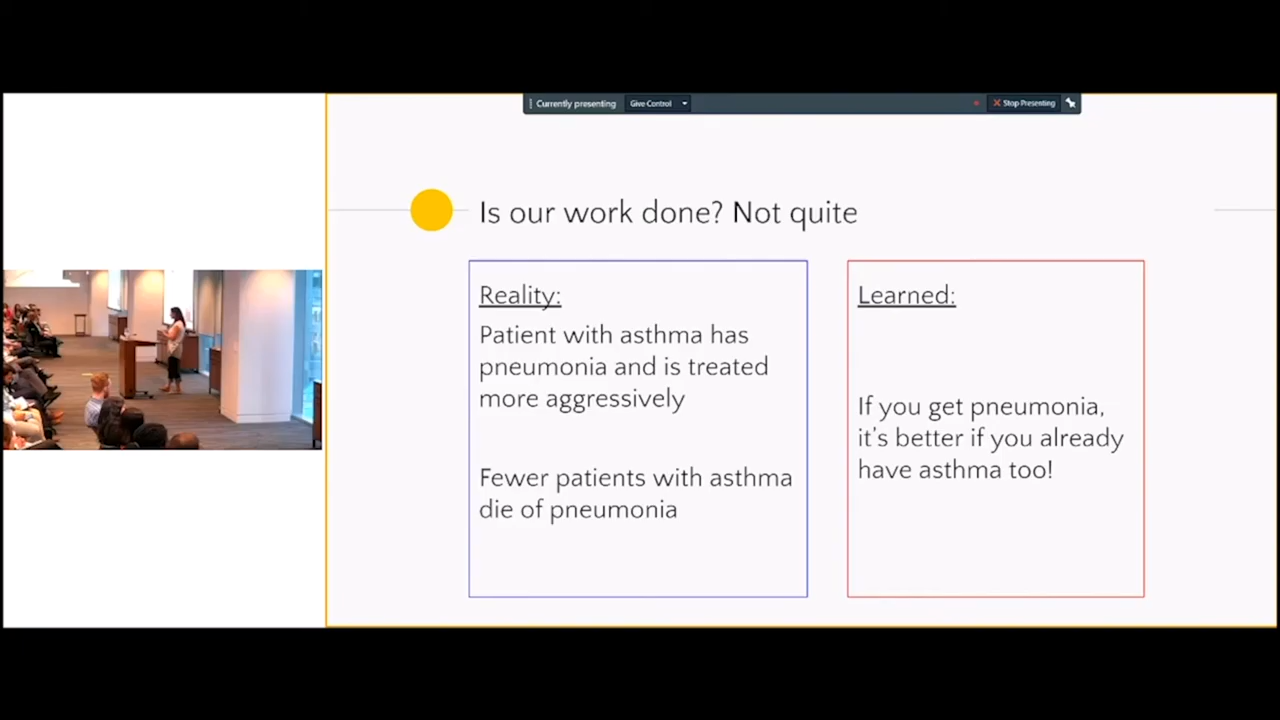 Currently presenting Give Control Stop Presenting
Is our work done? Not quite
Reality:
Patient with asthma has
pneumonia and is treated
more aggressively
Fewer patients with asthma
die of pneumonia
Learned:
If you get pneumonia,
it's better if you already
have asthma too!